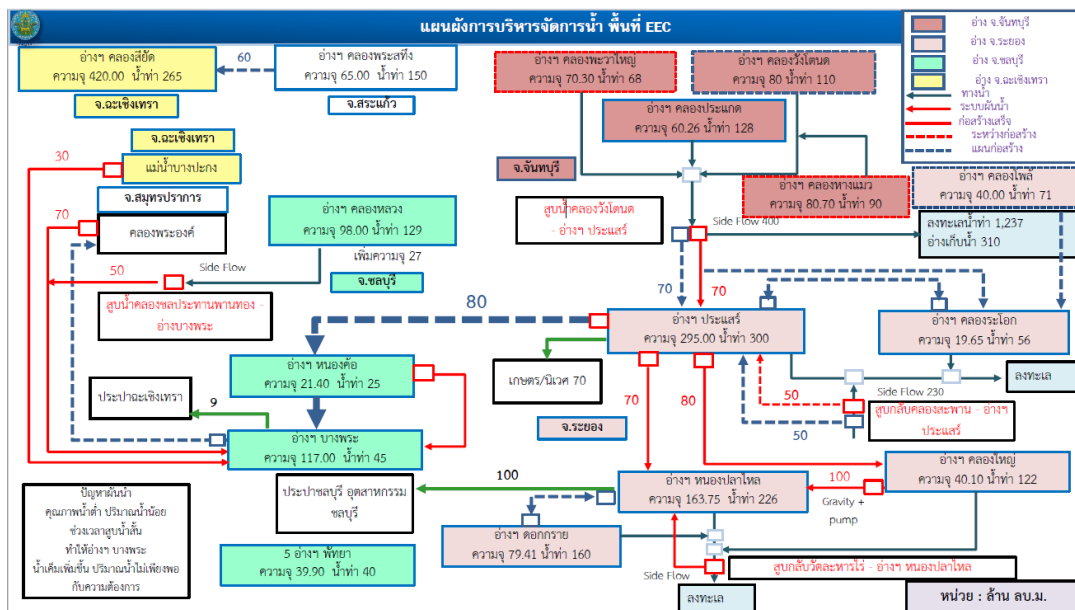 แผนผังการบริหารจัดการน้ำ พื้นที่ EEC
อ่าง จ.จันทบุรี
อ่าง จ.ระยอง
อ่าง จ.ชลบุรี
อ่าง จ.ฉะเชิงเทรา
ทางน้ำ
ระบบผันน้ำ
ก่อสร้างเสร็จ
ระหว่างก่อสร้าง
แผนก่อสร้าง
อ่างฯ คลองสียัด
ความจุ 420.00 น้ำท่า 265
60
อ่างฯ คลองพระสทึง
ความจุ 65.00 น้ำท่า 150
จ.ฉะเชิงเทรา
จ.สระแก้ว
อ่างฯ คลองพะวาใหญ่
ความจุ 70.30 น้ำท่า 68
อ่างฯ คลองวังโตนด
ความจุ 80 น้ำท่า 110
อ่างฯ คลองประแกด
ความจุ 60.26 น้ำท่า 128
จ.จันทบุรี
อ่างฯ คลองหางแมว
ความจุ 80.70 น้ำท่า 90
อ่างฯ คลองโพล้
ความจุ 40.00 น้ำท่า 71
จ.ฉะเชิงเทรา
30
แม่น้ำบางปะกง
จ.สมุทรปราการ
70
คลองพระองค์
อ่างฯ คลองหลวง
ความจุ 98.00 น้ำท่า 129
เพิ่มความจุ 27
จ.ชลบุรี
50
Side Flow
สูบน้ำคลองชลประทานพานทอง -
อ่างบางพระ
สูบน้ำคลองวังโตนด
- อ่างฯ ประแสร์
Side Flow 400
ลงทะเลน้ำท่า 1,237
อ่างเก็บน้ำ 310
70
70
80
อ่างฯ ประแสร์
ความจุ 295.00 น้ำท่า 300
อ่างฯ คลองระโอก
ความจุ 19.65 น้ำท่า 56
อ่างฯ หนองค้อ
ความจุ 21.40 น้ำท่า 25
เกษตร/นิเวศ 70
ลงทะเล
Side Flow 230
ประปาฉะเชิงเทรา
9
70
80
50
50
สูบกลับคลองสะพาน - อ่างฯ
ประแสร์
จ.ระยอง
อ่างฯ บางพระ
ความจุ 117.00 น้ำท่า 45
อ่างฯ คลองใหญ่
ความจุ 40.10 น้ำท่า 122
100
Gravity +
pump
อ่างฯ หนองปลาไหล
ความจุ 163.75 น้ำท่า 226
100
ประปาชลบุรี อุตสาหกรรม
ชลบุรี
ปัญหาผันน้ำ
คุณภาพน้ำต่ำ ปริมาณน้ำน้อย
ช่วงเวลาสูบน้ำสั้น
ทำให้อ่างฯ บางพระ
น้ำเค็มเพิ่มขึ้น ปริมาณน้ำไม่เพียงพอ
กับความต้องการ
5 อ่างฯ พัทยา
ความจุ 39.90 น้ำท่า 40
อ่างฯ ดอกกราย
ความจุ 79.41 น้ำท่า 160
Side Flow
สูบกลับวัดละหารไร่ - อ่างฯ หนองปลาไหล
ลงทะเล
หน่วย : ล้าน ลบ.ม.